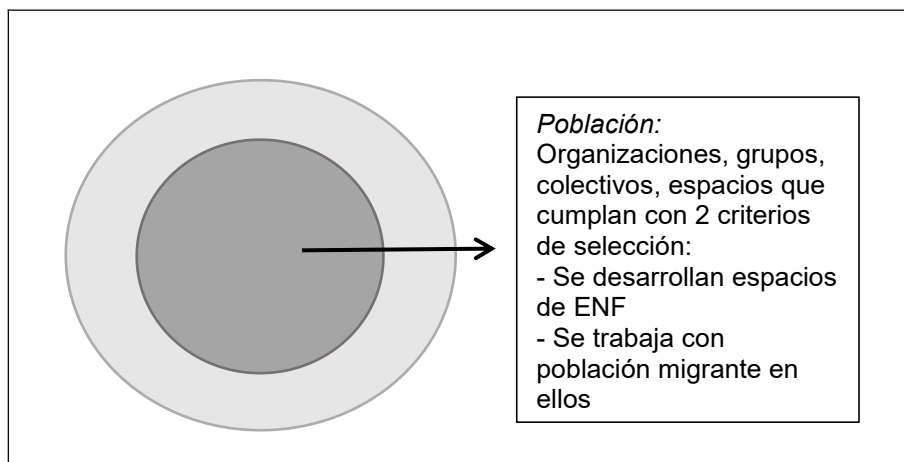 Población:
Organizaciones, grupos,
colectivos, espacios que
cumplan con 2 criterios
de selección:
- Se desarrollan espacios
de ENF
- Se trabaja con
población migrante en
ellos